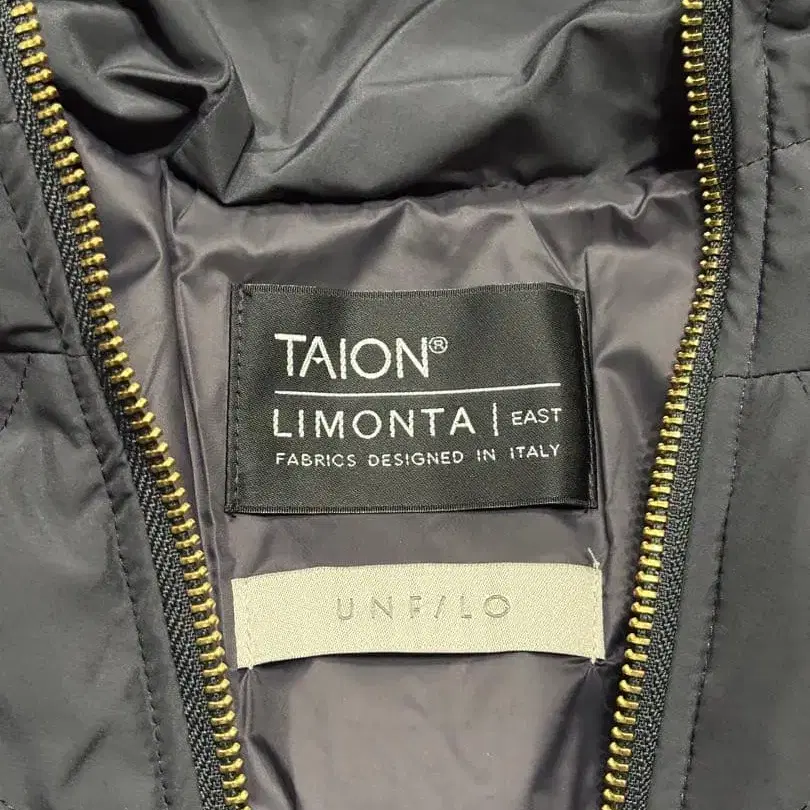 TAION®
LIMONTA | EAST
FABRICS DESIGNED IN ITALY
UNF/LO